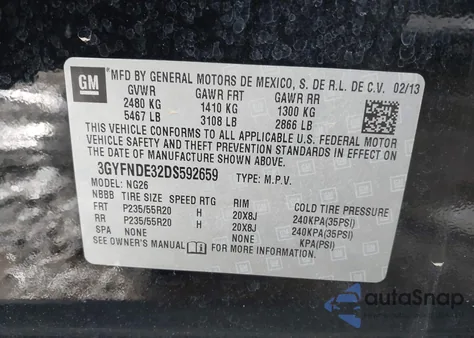 GM MFD BY GENERAL MOTORS DE MEXICO, S. DE R.L. DE C.V. 02/13
GVWR GAWR FRT GAWR RR
2480 KG 1410 KG 1300 KG
5467 LB 3108 LB 2866 LB
THIS VEHICLE CONFORMS TO ALL APPLICABLE U.S. FEDERAL MOTOR
VEHICLE SAFETY AND THEFT PREVENTION STANDARDS IN EFFECT ON
THE DATE OF MANUFACTURE SHOWN ABOVE.
3GYFNDE32DS592659 TYPE: M.P.V.
MODEL: NG26
NBBB TIRE SIZE SPEED RTG RIM COLD TIRE PRESSURE
FRT P235/55R20 H 20X8J 240KPA(35PSI)
RR P235/55R20 H 20X8J 240KPA(35PSI)
SPA NONE NONE KPA(PSI)
SEE OWNER'S MANUAL FOR MORE INFORMATION.
autoSnap